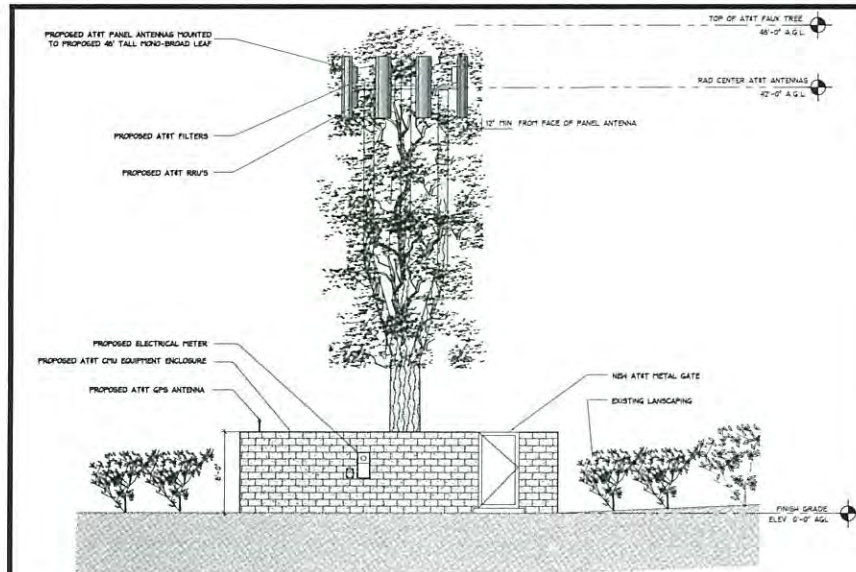 TOP OF AT&T FAUX TREE
48'-0" A.G.L.
PROPOSED AT&T PANEL ANTENNAS MOUNTED
TO PROPOSED 48' TALL MONO-BROAD LEAF
RAD CENTER AT&T ANTENNAS
42'-0" A.G.L.
12" MIN FROM FACE OF PANEL ANTENNA
PROPOSED AT&T FILTERS
PROPOSED AT&T RRU'S
PROPOSED ELECTRICAL METER
PROPOSED AT&T CMU EQUIPMENT ENCLOSURE
PROPOSED AT&T GPS ANTENNA
NEW AT&T METAL GATE
EXISTING LANSCAPING
8'-0"
FINISH GRADE
ELEV. 0'-0" AGL